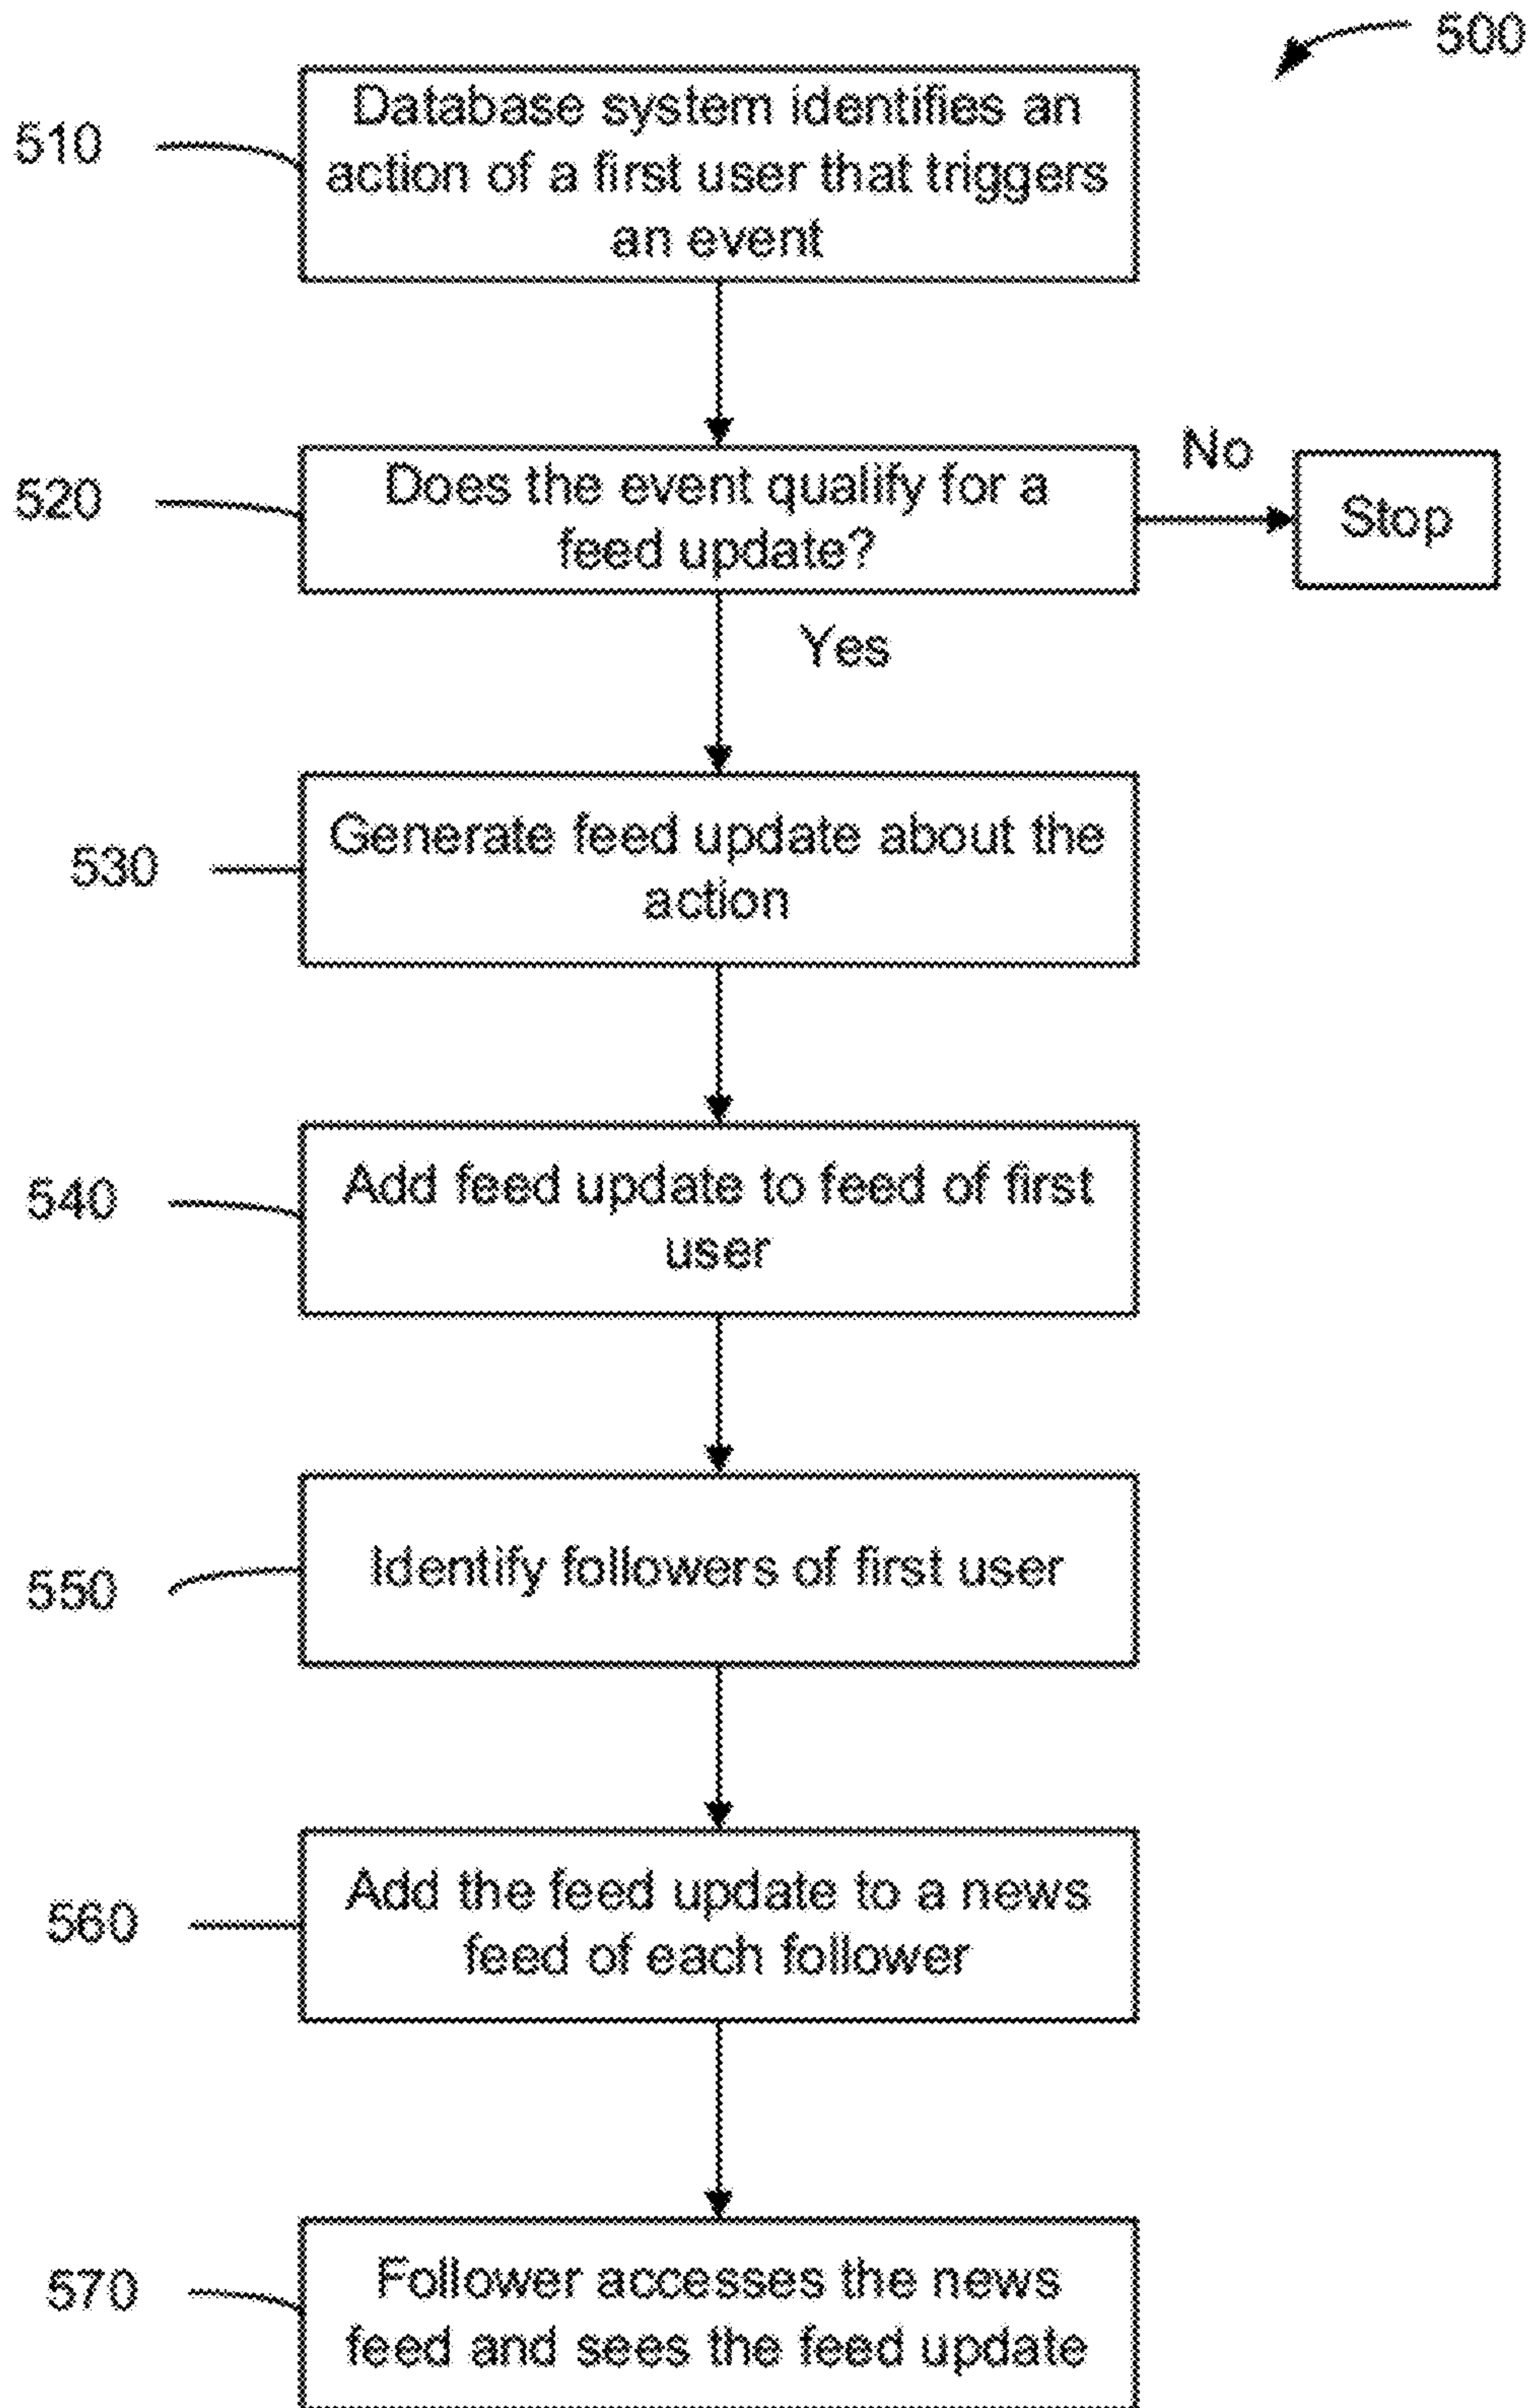 500
510
Database system identifies an
action of a first user that triggers
an event
520
Does the event qualify for a
feed update?
No
Stop
Yes
530
Generate feed update about the
action
540
Add feed update to feed of first
user
550
Identify followers of first user
560
Add the feed update to a news
feed of each follower
570
Follower accesses the news
feed and sees the feed update